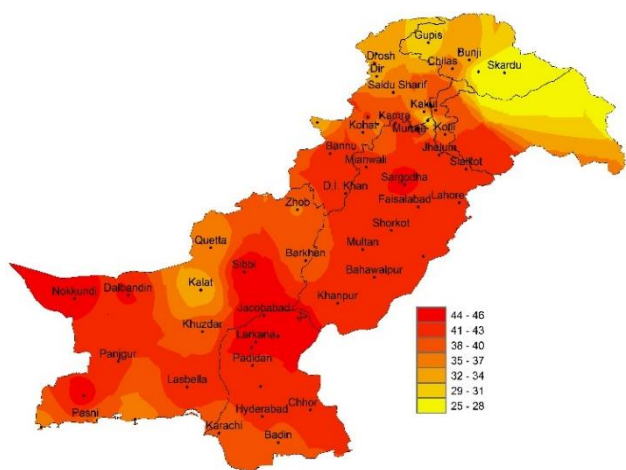 Gupis
Drosh
Bunji
Chilas
Skardu
Dir
Saidu Sharif
Kakul
Kamra
Kohat
Murree
Kotli
Bannu
Jhelum
Mianwali
Sialkot
Sargodha
D.I. Khan
Lahore
Faisalabad
Zhob
Shorkot
Quetta
Multan
Barkhan
Sibbi
Bahawalpur
Kalat
Dalbandin
Nokkundi
Khanpur
Jacobabad
Khuzdar
Larkana
Panjgur
Padidan
Lasbella
Pasni
Chhor
Hyderabad
Karachi
Badin
44 - 46
41 - 43
38 - 40
35 - 37
32 - 34
29 - 31
25 - 28